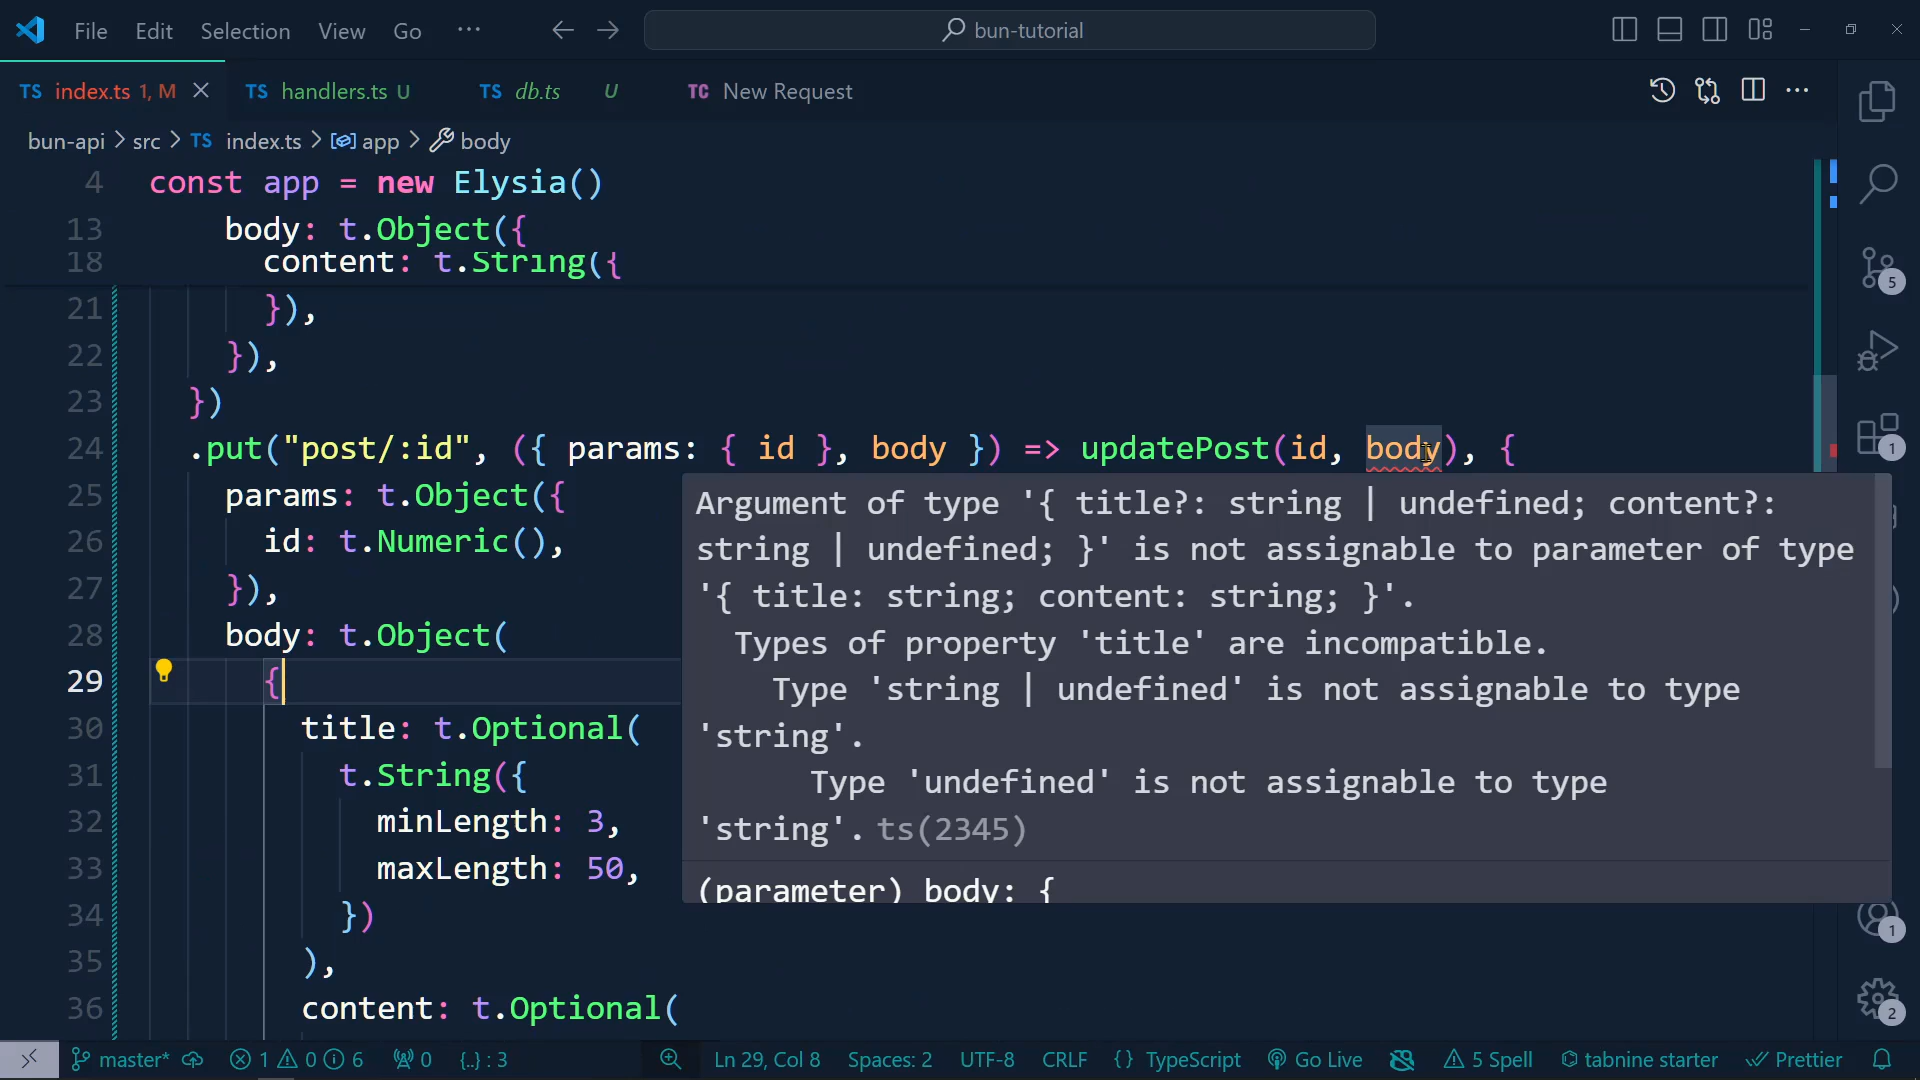 File Edit Selection View Go ··· bun-tutorial
TS index.ts 1, M TS handlers.ts U TS db.ts U TC New Request
bun-api > src > TS index.ts > app > body
4 const app = new Elysia()
13 body: t.Object({
18 content: t.String({
21 }),
22 }),
23 })
24 .put("post/:id", ({ params: { id }, body }) => updatePost(id, body), {
25 params: t.Object({
26 id: t.Numeric(),
27 }),
28 body: t.Object(
29 {
30 title: t.Optional(
31 t.String({
32 minLength: 3,
33 maxLength: 50,
34 })
35 ),
36 content: t.Optional(
Argument of type '{ title?: string | undefined; content?:
string | undefined; }' is not assignable to parameter of type
'{ title: string; content: string; }'.
Types of property 'title' are incompatible.
Type 'string | undefined' is not assignable to type
'string'.
Type 'undefined' is not assignable to type
'string'. ts(2345)
(parameter) body: {
5
1
1
2
master* 1 0 6 0 {..} : 3 Ln 29, Col 8 Spaces: 2 UTF-8 CRLF {} TypeScript Go Live 5 Spell tabnine starter Prettier